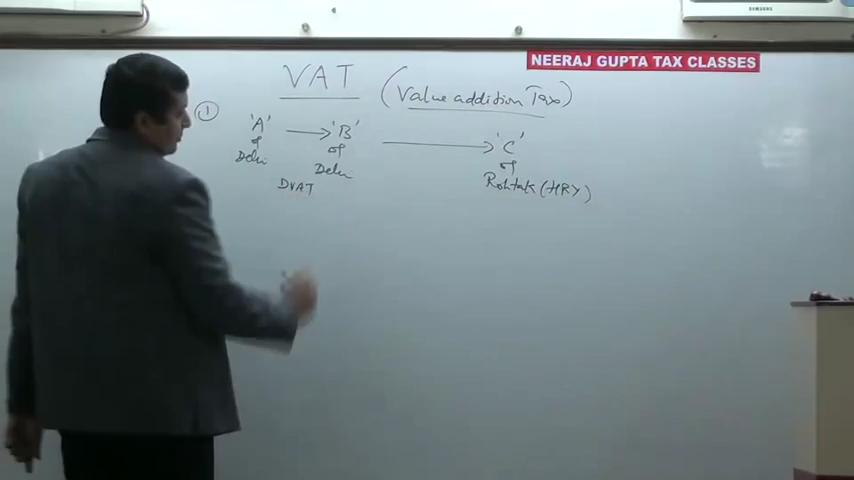 SAMSUNG
NEERAJ GUPTA TAX CLASSES
VAT (Value addition Tax)
① 'A' → 'B' → 'C'
of of of
Delhi Delhi Rohtak (HRY)
DVAT